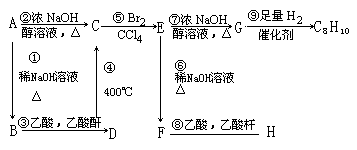 ②浓 NaOH ⑤ Br₂ ⑦浓 NaOH ⑨足量 H₂
A C E G C₈H₁₀
醇溶液,△ CCl₄ 醇溶液,△ 催化剂
① ④ ⑥
稀NaOH溶液 400℃ 稀NaOH溶液
△ △
B ③乙酸,乙酸酐 D F ⑧乙酸,乙酸杆 H